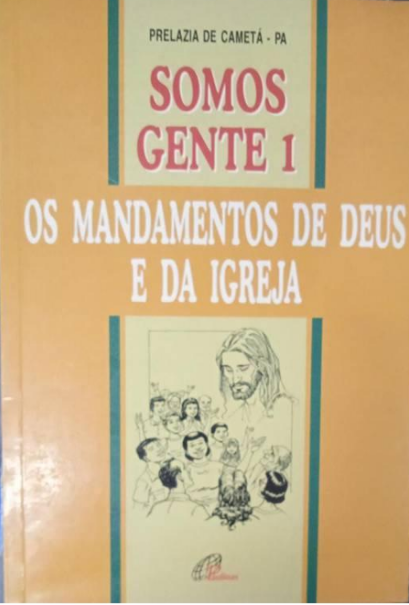 PRELAZIA DE CAMETÁ - PA
SOMOS
GENTE 1
OS MANDAMENTOS DE DEUS
E DA IGREJA